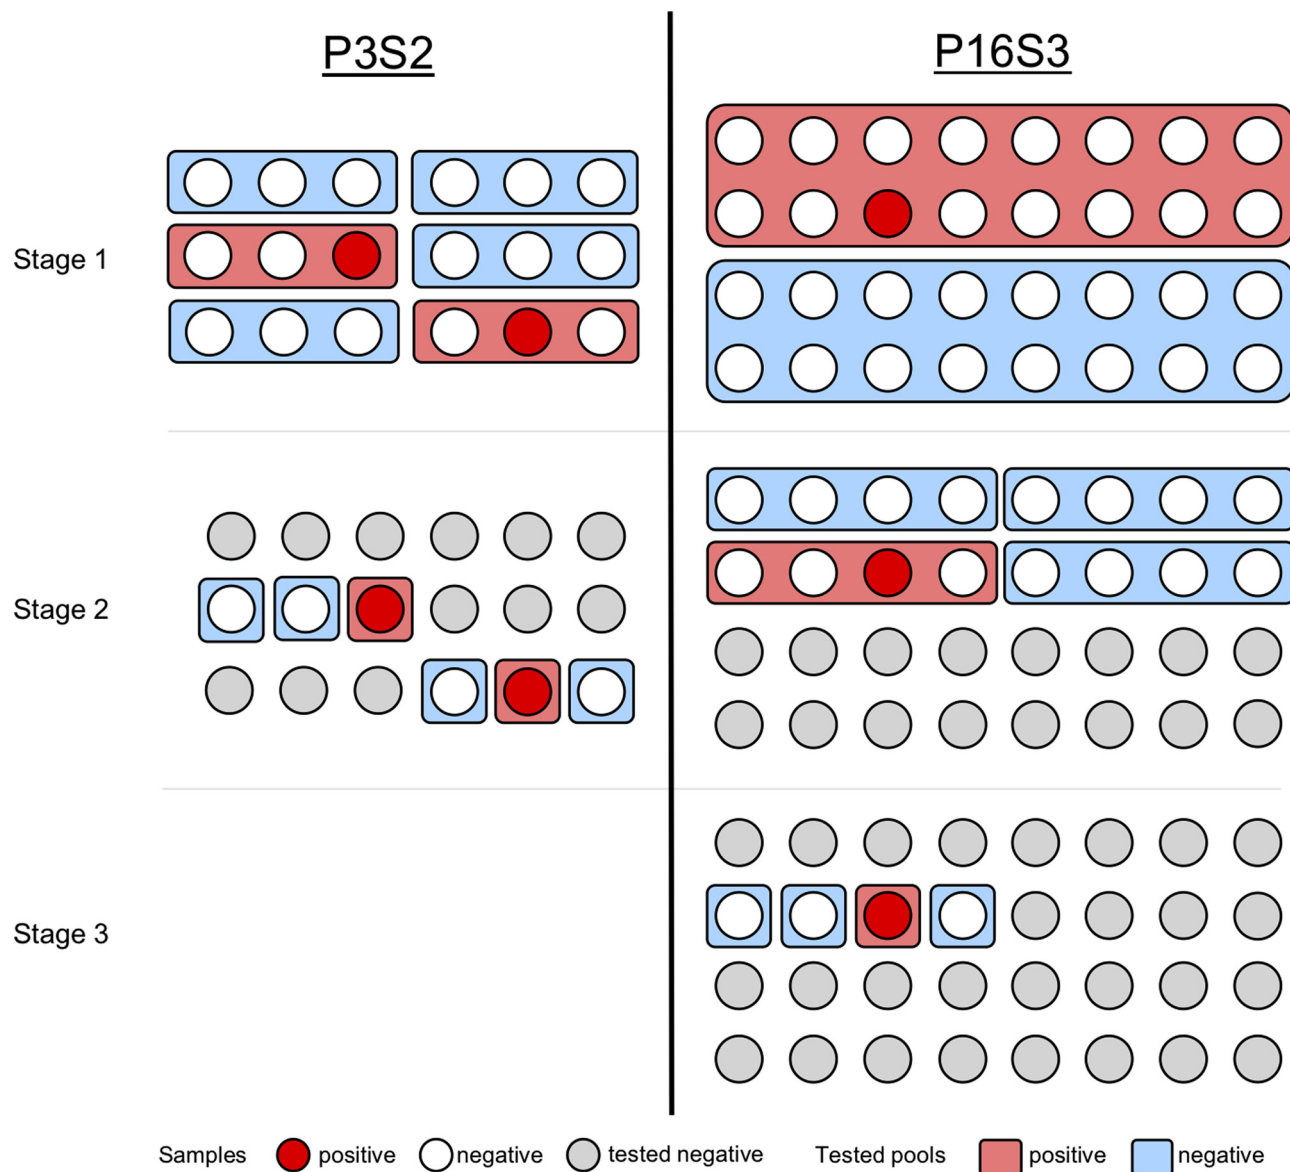 P3S2
P16S3
Stage 1
Stage 2
Stage 3
Samples positive negative tested negative Tested pools positive negative